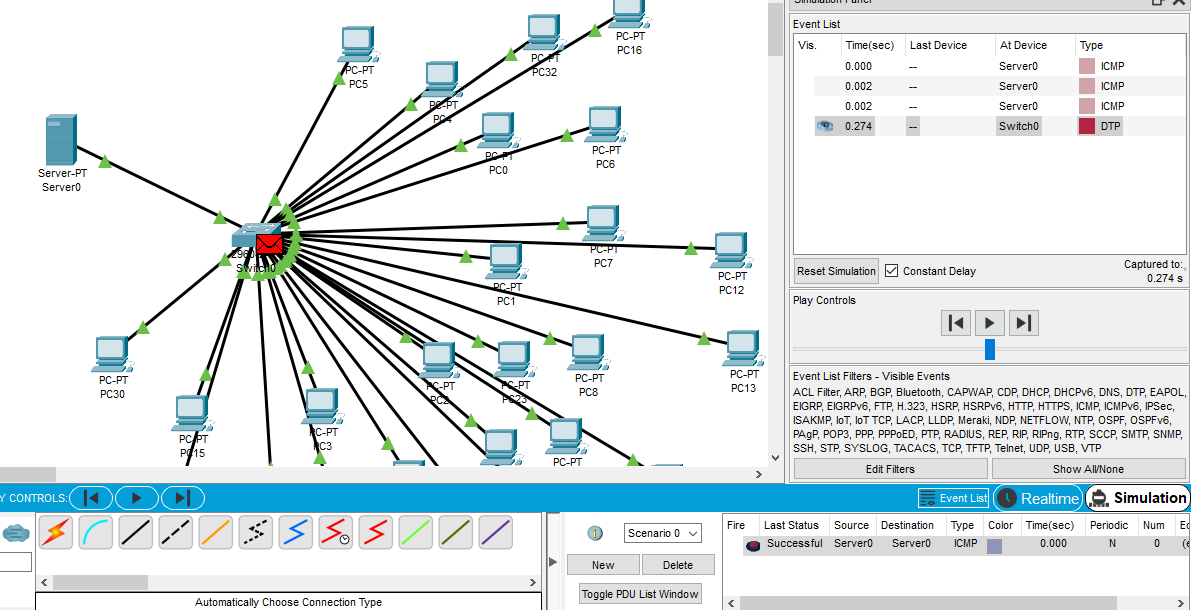 Simulation Panel
Event List
Vis. Time(sec) Last Device At Device Type
0.000 -- Server0 ICMP
0.002 -- Server0 ICMP
0.002 -- Server0 ICMP
0.274 -- Switch0 DTP
Reset Simulation Constant Delay Captured to:
0.274 s
Play Controls
Event List Filters - Visible Events
ACL Filter, ARP, BGP, Bluetooth, CAPWAP, CDP, DHCP, DHCPv6, DNS, DTP, EAPOL,
EIGRP, EIGRPv6, FTP, H.323, HSRP, HSRPv6, HTTP, HTTPS, ICMP, ICMPv6, IPSec,
ISAKMP, IoT, IoT TCP, LACP, LLDP, Meraki, NDP, NETFLOW, NTP, OSPF, OSPFv6,
PAgP, POP3, PPP, PPPoED, PTP, RADIUS, REP, RIP, RIPng, RTP, SCCP, SMTP, SNMP,
SSH, STP, SYSLOG, TACACS, TCP, TFTP, Telnet, UDP, USB, VTP
Edit Filters Show All/None
PC-PT
PC16
PC-PT
PC32
PC-PT
PC5
PC-PT
PC4
PC-PT
PC0
PC-PT
PC6
Server-PT
Server0
PC-PT
PC7
Switch0
PC-PT
PC12
PC-PT
PC1
PC-PT
PC30
PC-PT
PC2
PC-PT
PC23
PC-PT
PC8
PC-PT
PC13
PC-PT
PC15
PC-PT
PC3
PC-PT
Y CONTROLS: Event List Realtime Simulation
Automatically Choose Connection Type
Scenario 0
New Delete
Toggle PDU List Window
Fire Last Status Source Destination Type Color Time(sec) Periodic Num
Successful Server0 Server0 ICMP 0.000 N 0